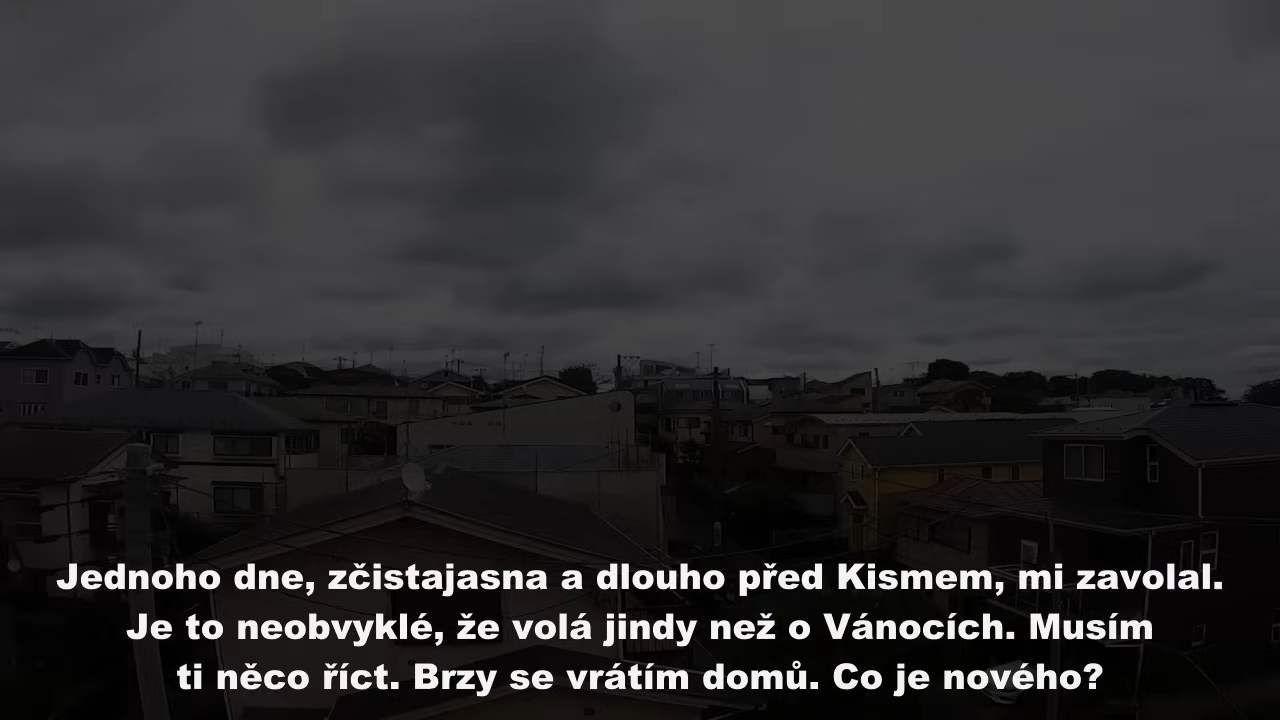 Jednoho dne, zčistajasna a dlouho před Kismem, mi zavolal.
Je to neobvyklé, že volá jindy než o Vánocích. Musím
ti něco říct. Brzy se vrátím domů. Co je nového?